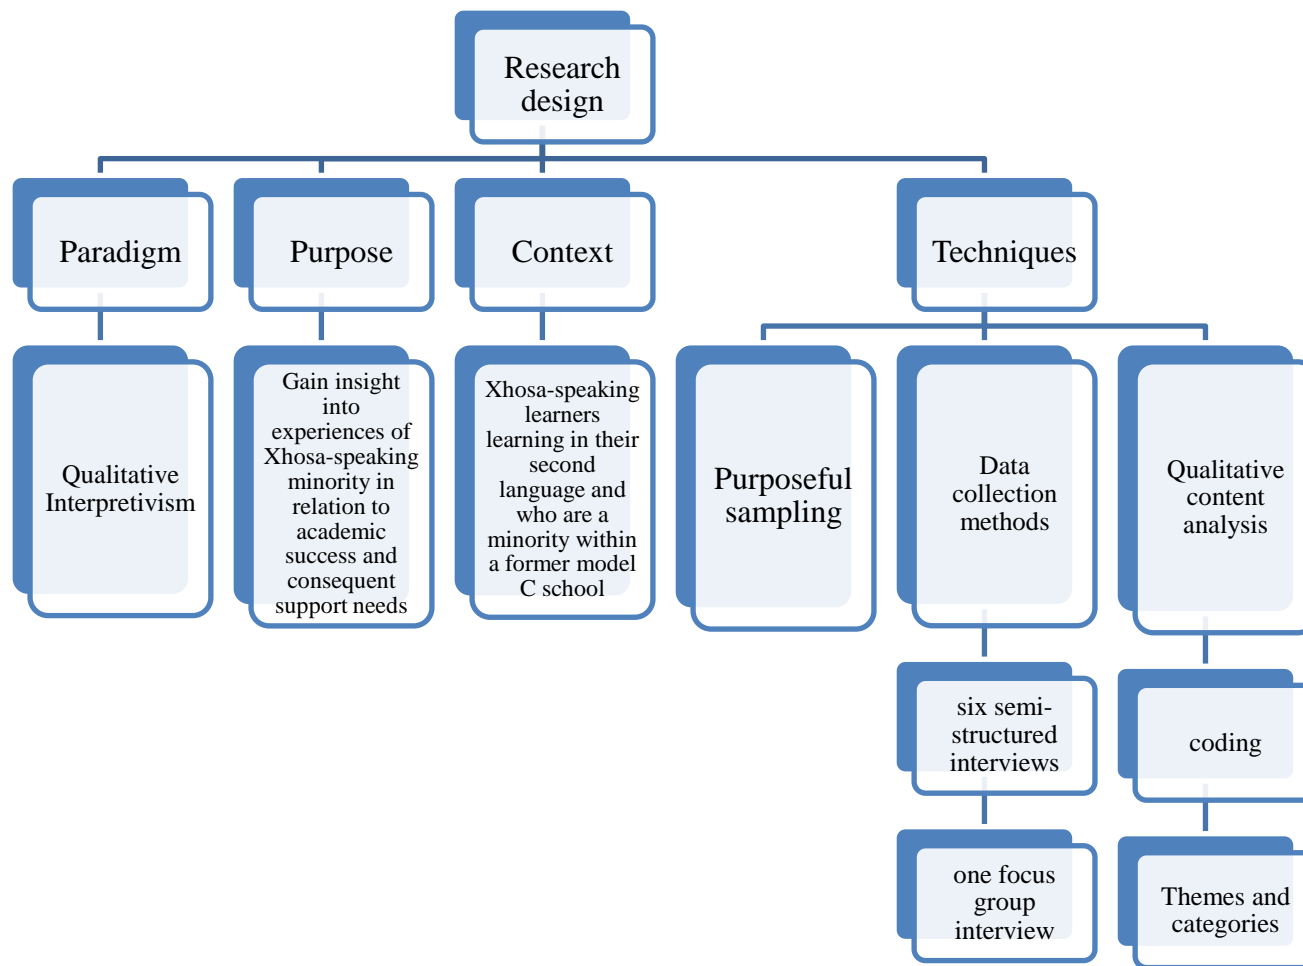 Research
design
Paradigm
Purpose
Context
Techniques
Qualitative
Interpretivism
Gain insight
into
experiences of
Xhosa-speaking
minority in
relation to
academic
success and
consequent
support needs
Xhosa-speaking
learners
learning in their
second
language and
who are a
minority within
a former model
C school
Purposeful
sampling
Data
collection
methods
Qualitative
content
analysis
six semi-
structured
interviews
coding
one focus
group
interview
Themes and
categories